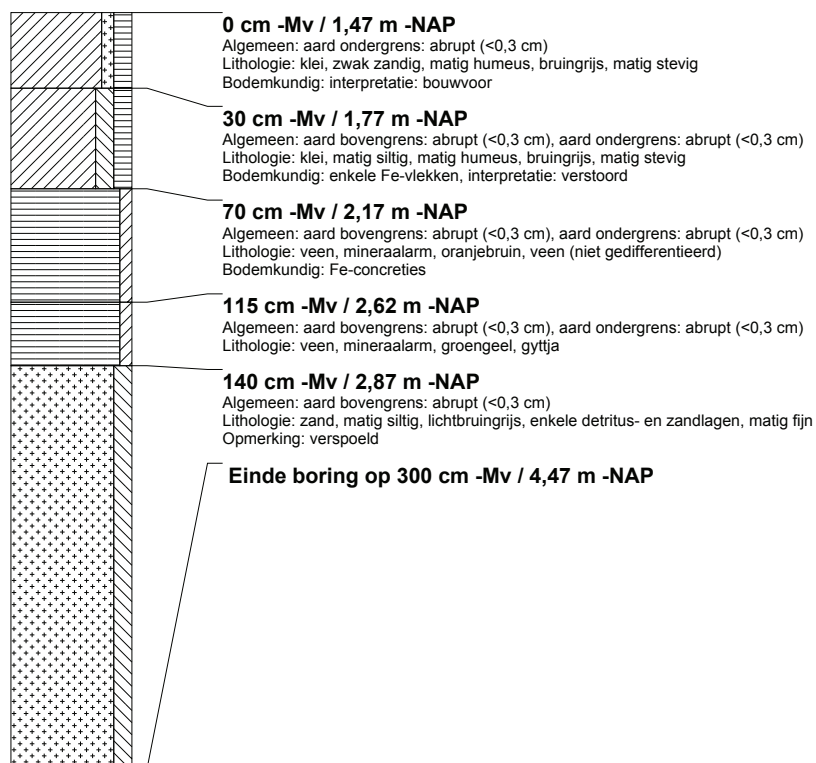 0 cm -Mv / 1,47 m -NAP
Algemeen: aard ondergrens: abrupt (<0,3 cm)
Lithologie: klei, zwak zandig, matig humeus, bruingrijs, matig stevig
Bodemkundig: interpretatie: bouwvoor
30 cm -Mv / 1,77 m -NAP
Algemeen: aard bovengrens: abrupt (<0,3 cm), aard ondergrens: abrupt (<0,3 cm)
Lithologie: klei, matig siltig, matig humeus, bruingrijs, matig stevig
Bodemkundig: enkele Fe-vlekken, interpretatie: verstoord
70 cm -Mv / 2,17 m -NAP
Algemeen: aard bovengrens: abrupt (<0,3 cm), aard ondergrens: abrupt (<0,3 cm)
Lithologie: veen, mineraalarm, oranjebruin, veen (niet gedifferentieerd)
Bodemkundig: Fe-concreties
115 cm -Mv / 2,62 m -NAP
Algemeen: aard bovengrens: abrupt (<0,3 cm), aard ondergrens: abrupt (<0,3 cm)
Lithologie: veen, mineraalarm, groengeel, gyttja
140 cm -Mv / 2,87 m -NAP
Algemeen: aard bovengrens: abrupt (<0,3 cm)
Lithologie: zand, matig siltig, lichtbruingrijs, enkele detritus- en zandlagen, matig fijn
Opmerking: verspoeld
Einde boring op 300 cm -Mv / 4,47 m -NAP